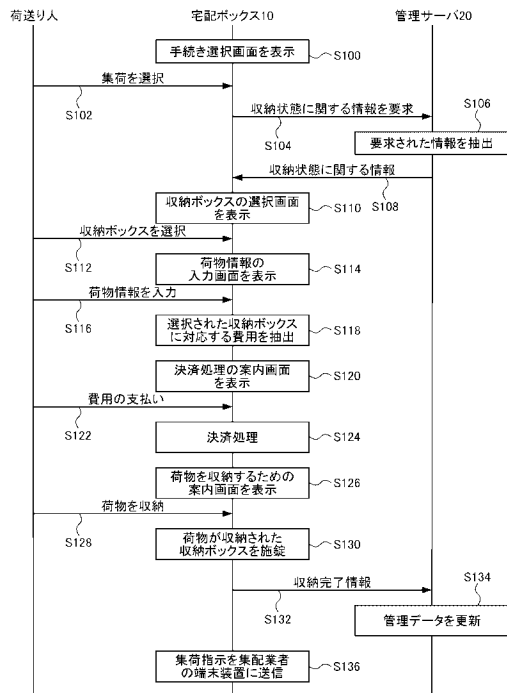 荷送り人
宅配ボックス10
管理サーバ20
手続き選択画面を表示
S100
集荷を選択
S102
収納状態に関する情報を要求
S104
S106
要求された情報を抽出
収納状態に関する情報
S108
収納ボックスの選択画面
を表示
S110
収納ボックスを選択
S112
荷物情報の
入力画面を表示
S114
荷物情報を入力
S116
選択された収納ボックス
に対応する費用を抽出
S118
決済処理の案内画面
を表示
S120
費用の支払い
S122
決済処理
S124
荷物を収納するための
案内画面を表示
S126
荷物を収納
S128
荷物が収納された
収納ボックスを施錠
S130
収納完了情報
S132
S134
管理データを更新
集荷指示を集配業者
の端末装置に送信
S136